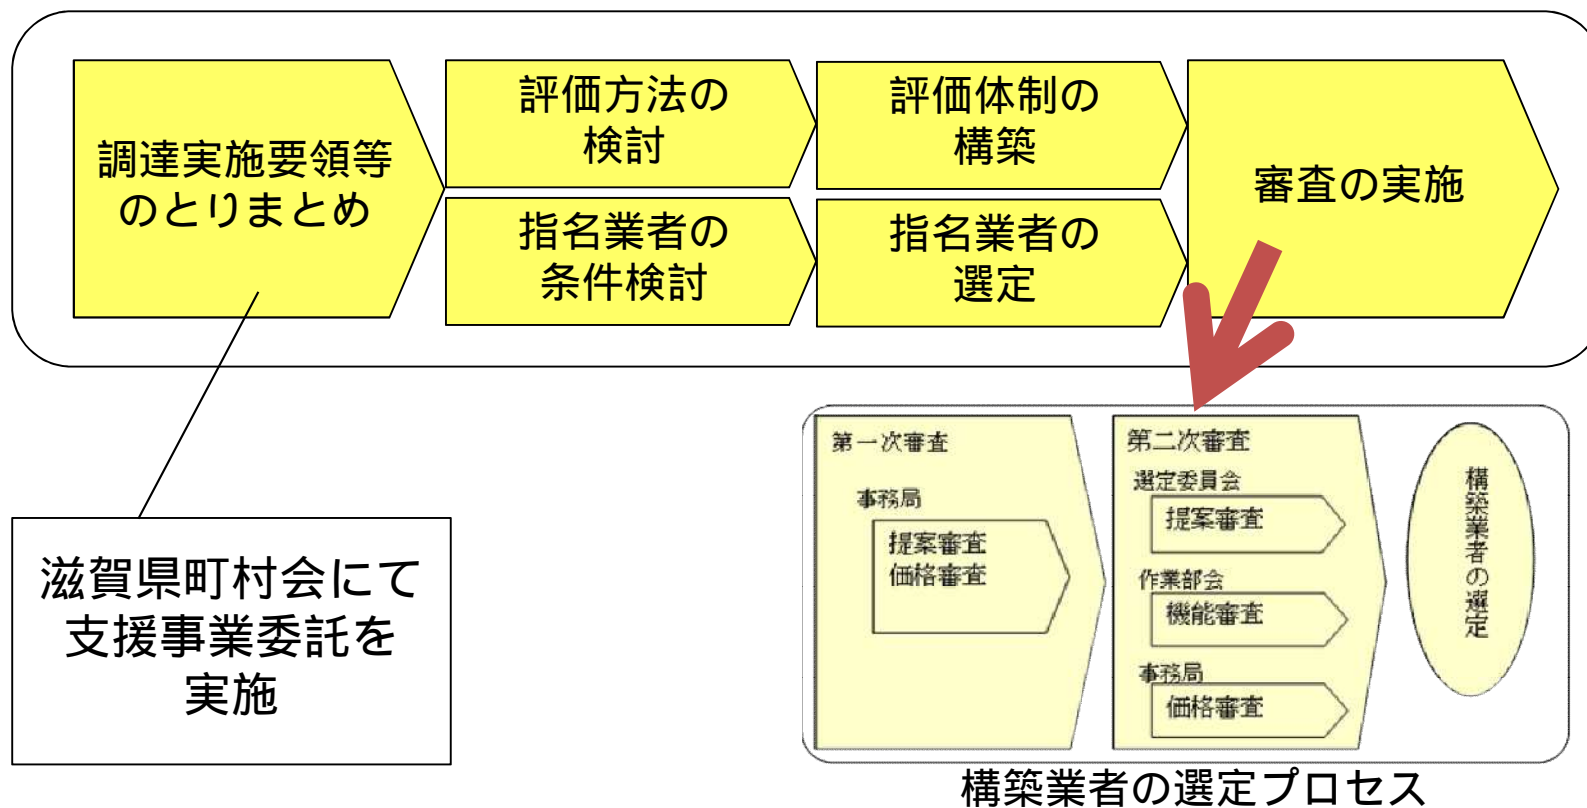 調達実施要領等
のとりまとめ
評価方法の
検討
指名業者の
条件検討
評価体制の
構築
指名業者の
選定
審査の実施
滋賀県町村会にて
支援事業委託を
実施
第一次審査
事務局
提案審査
価格審査
第二次審査
選定委員会
提案審査
作業部会
機能審査
事務局
価格審査
構築業者の選定
構築業者の選定プロセス